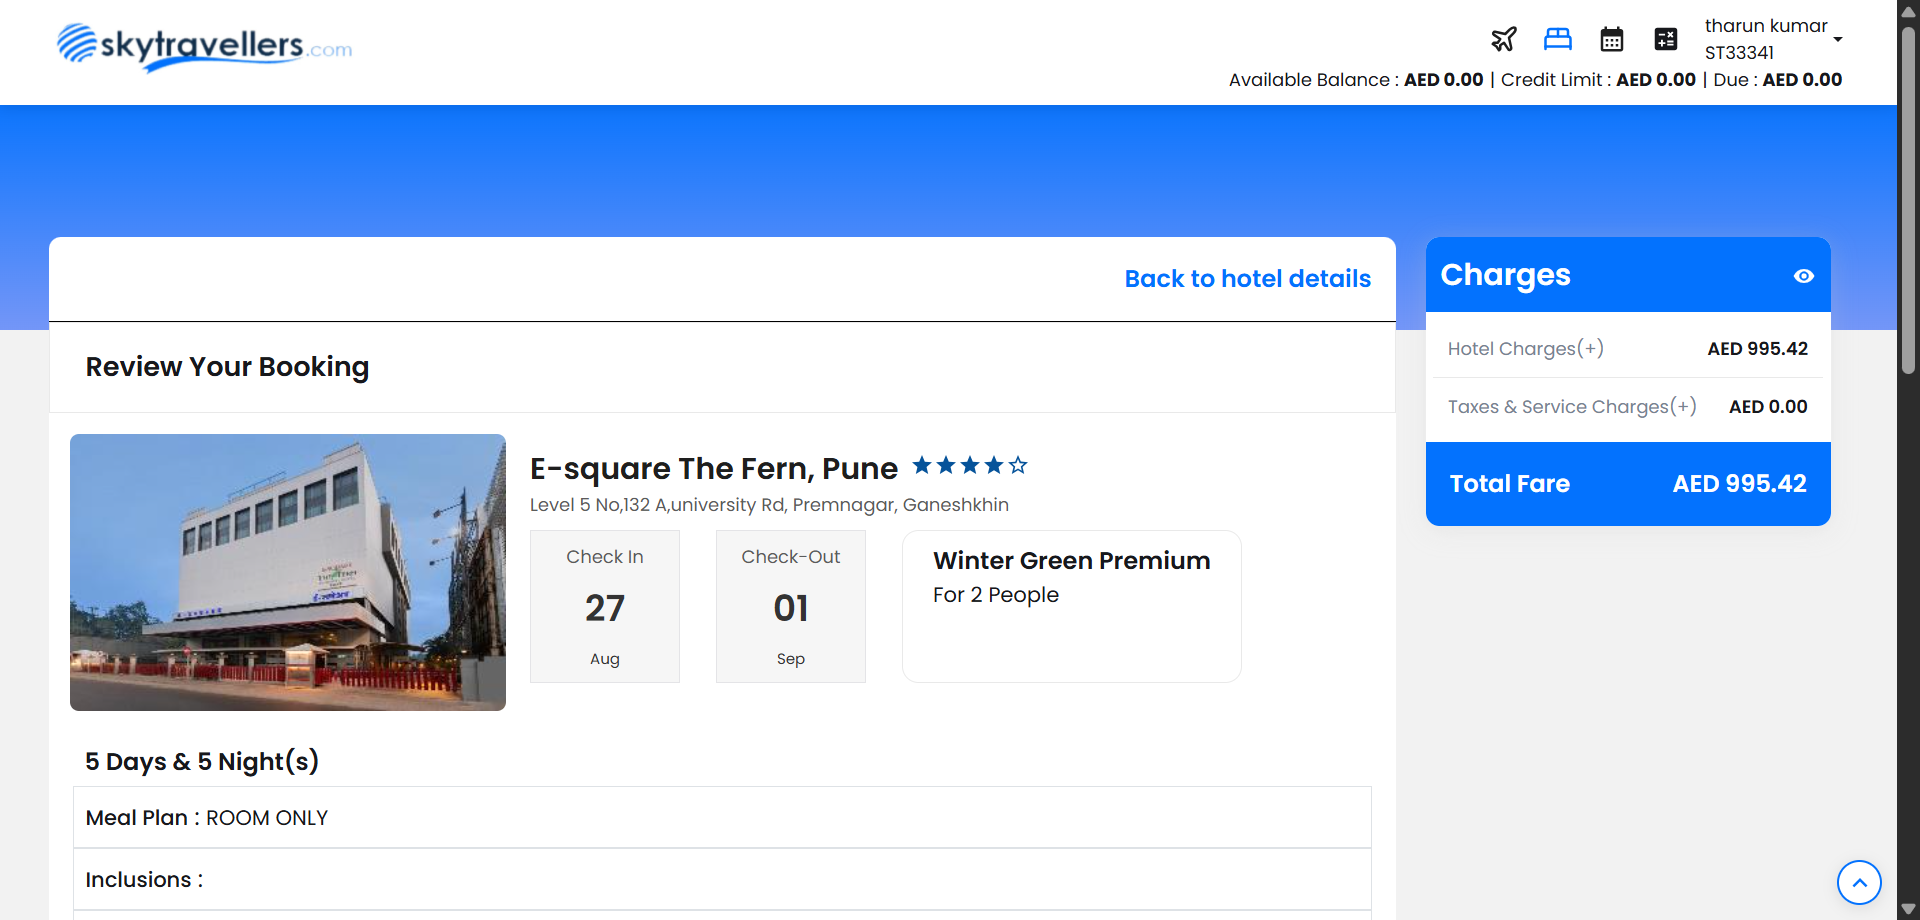 skytravellers.com
tharun kumar
ST33341
Available Balance : AED 0.00 | Credit Limit : AED 0.00 | Due : AED 0.00
Back to hotel details
Review Your Booking
E-square The Fern, Pune
Level 5 No,132 A,university Rd, Premnagar, Ganeshkhin
Check In
27
Aug
Check-Out
01
Sep
Winter Green Premium
For 2 People
5 Days & 5 Night(s)
Meal Plan : ROOM ONLY
Inclusions :
Charges
Hotel Charges(+) AED 995.42
Taxes & Service Charges(+) AED 0.00
Total Fare AED 995.42